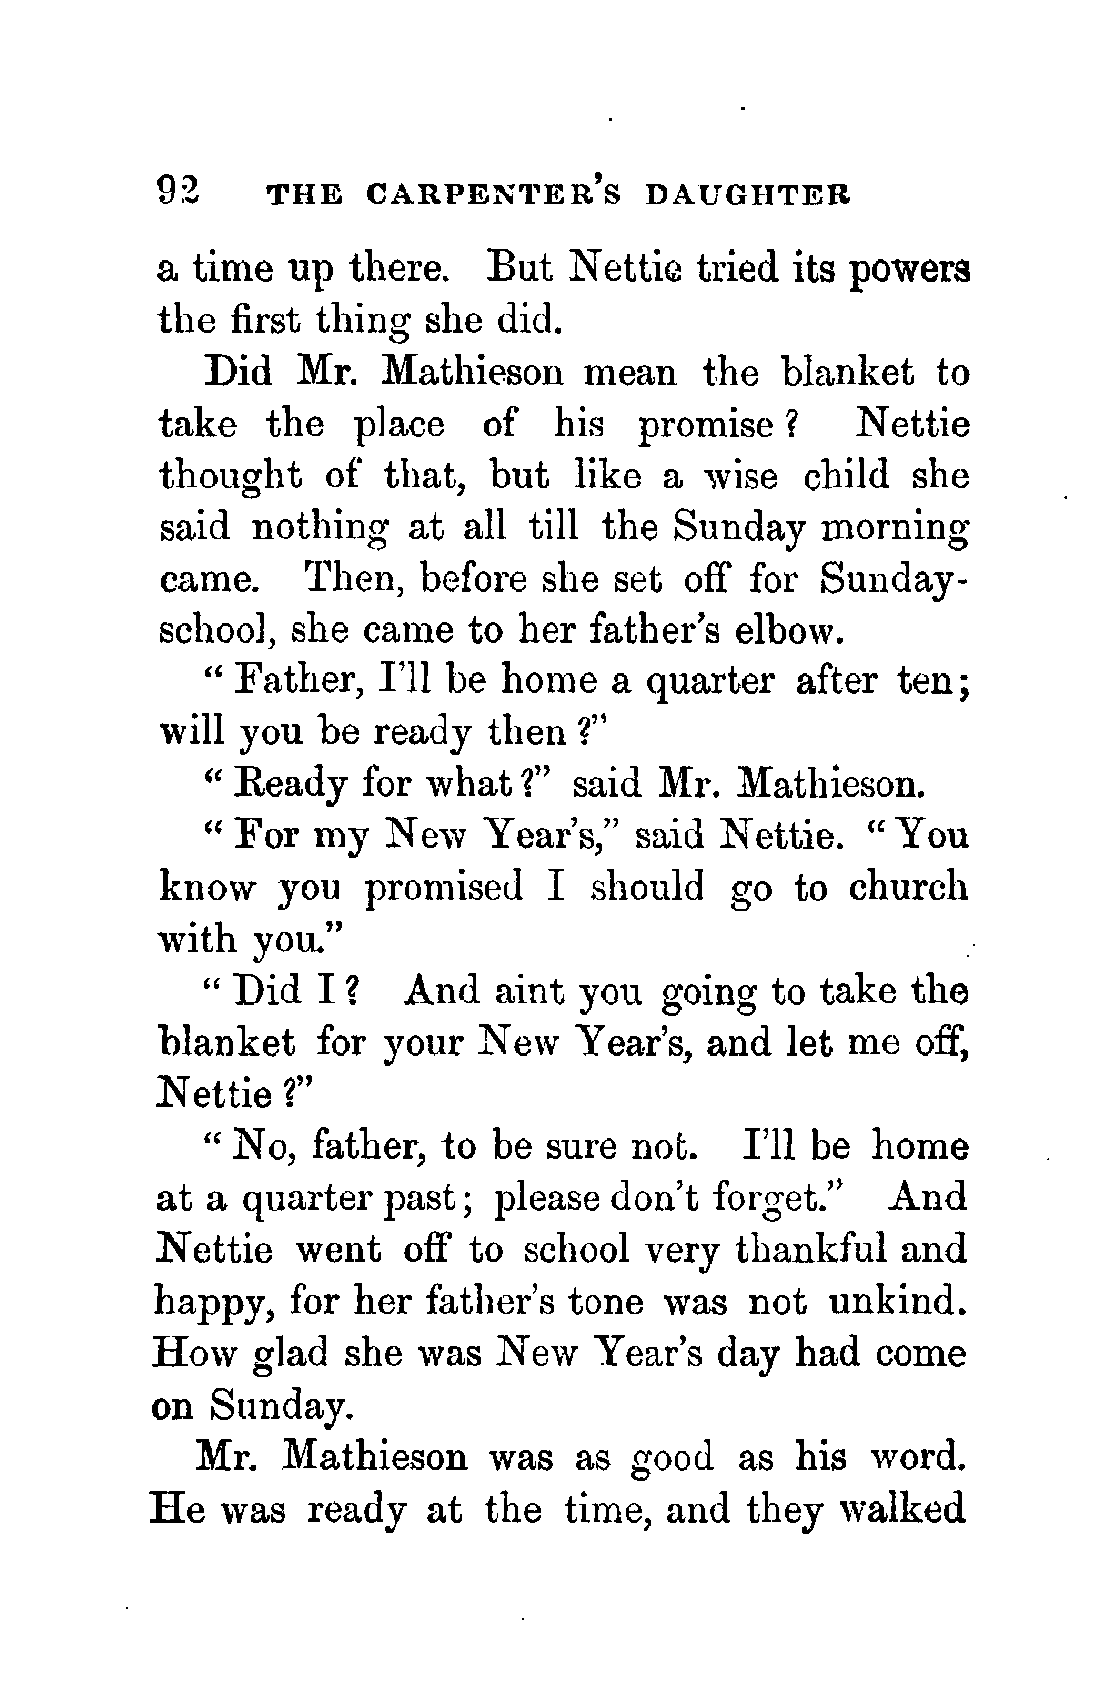 92 THE CARPENTER'S DAUGHTER
a time up there. But Nettie tried its powers
the first thing she did.
Did Mr. Mathieson mean the blanket to
take the place of his promise? Nettie
thought of that, but like a wise child she
said nothing at all till the Sunday morning
came. Then, before she set off for Sunday-
school, she came to her father's elbow.
"Father, I'll be home a quarter after ten;
will you be ready then?"
"Ready for what?" said Mr. Mathieson.
"For my New Year's," said Nettie. "You
know you promised I should go to church
with you."
"Did I? And aint you going to take the
blanket for your New Year's, and let me off,
Nettie?"
"No, father, to be sure not. I'll be home
at a quarter past; please don't forget." And
Nettie went off to school very thankful and
happy, for her father's tone was not unkind.
How glad she was New Year's day had come
on Sunday.
Mr. Mathieson was as good as his word.
He was ready at the time, and they walked